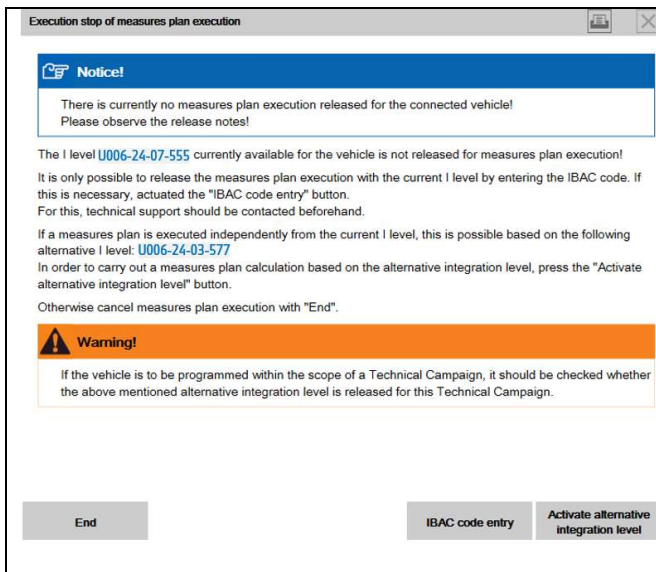 Execution stop of measures plan execution
Notice!
There is currently no measures plan execution released for the connected vehicle!
Please observe the release notes!
The I level U006-24-07-555 currently available for the vehicle is not released for measures plan execution!
It is only possible to release the measures plan execution with the current I level by entering the IBAC code. If
this is necessary, actuated the "IBAC code entry" button.
For this, technical support should be contacted beforehand.
If a measures plan is executed independently from the current I level, this is possible based on the following
alternative I level: U006-24-03-577
In order to carry out a measures plan calculation based on the alternative integration level, press the "Activate
alternative integration level" button.
Otherwise cancel measures plan execution with "End".
Warning!
If the vehicle is to be programmed within the scope of a Technical Campaign, it should be checked whether
the above mentioned alternative integration level is released for this Technical Campaign.
End
IBAC code entry
Activate alternative
integration level